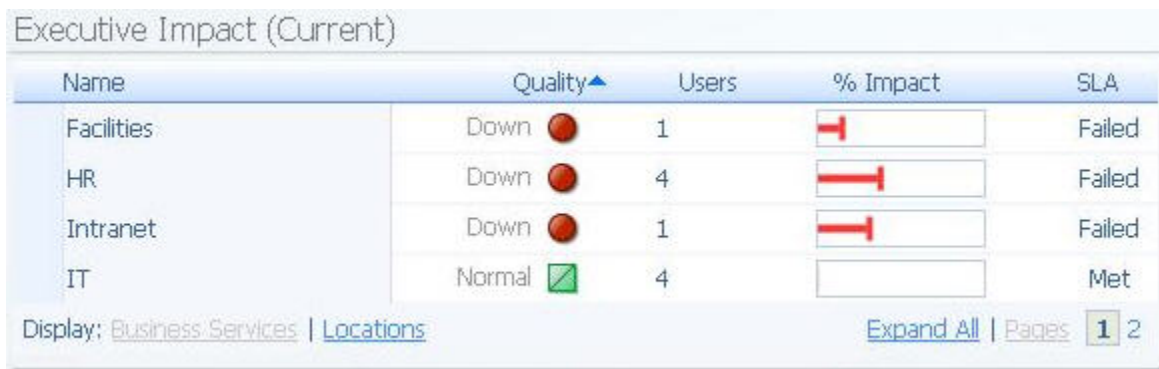 Executive Impact (Current)
Name Quality Users % Impact SLA
Facilities Down 1 Failed
HR Down 4 Failed
Intranet Down 1 Failed
IT Normal 4 Met
Display: Business Services | Locations Expand All | Pages 1 2